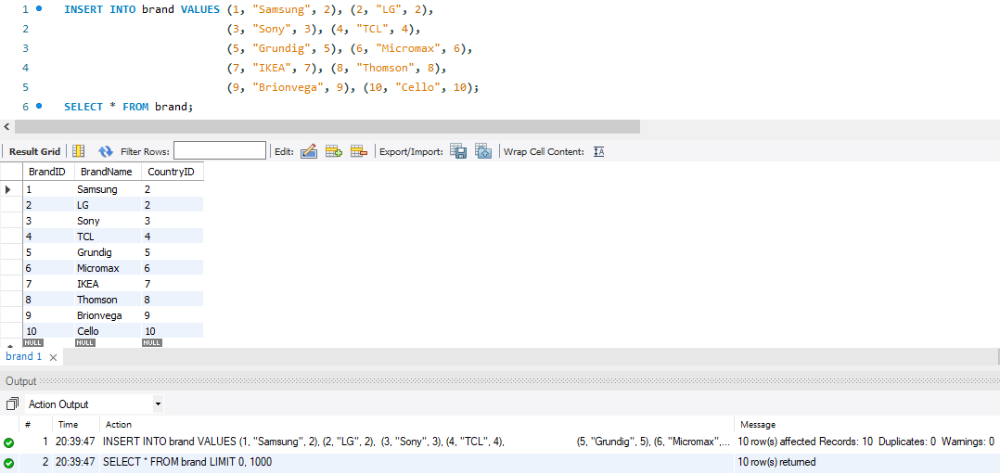 1 INSERT INTO brand VALUES (1, "Samsung", 2), (2, "LG", 2),
2 (3, "Sony", 3), (4, "TCL", 4),
3 (5, "Grundig", 5), (6, "Micromax", 6),
4 (7, "IKEA", 7), (8, "Thomson", 8),
5 (9, "Brionvega", 9), (10, "Cello", 10);
6 SELECT * FROM brand;
Result Grid Filter Rows: Edit: Export/Import: Wrap Cell Content:
BrandID BrandName CountryID
1 Samsung 2
2 LG 2
3 Sony 3
4 TCL 4
5 Grundig 5
6 Micromax 6
7 IKEA 7
8 Thomson 8
9 Brionvega 9
10 Cello 10
NULL NULL NULL
brand 1
Output
Action Output
# Time Action Message
1 20:39:47 INSERT INTO brand VALUES (1, "Samsung", 2), (2, "LG", 2), (3, "Sony", 3), (4, "TCL", 4), (5, "Grundig", 5), (6, "Micromax",... 10 row(s) affected Records: 10 Duplicates: 0 Warnings: 0
2 20:39:47 SELECT * FROM brand LIMIT 0, 1000 10 row(s) returned